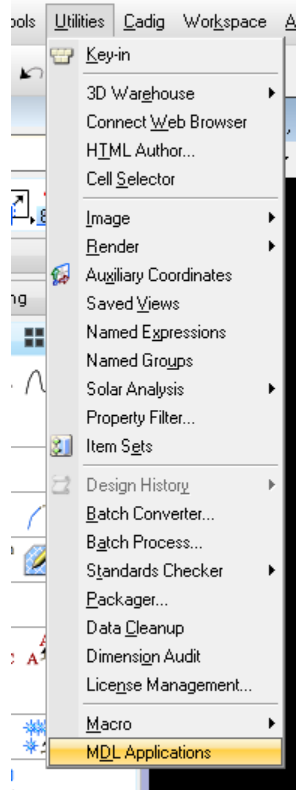 ools Utilities Cadig Workspace
Key-in
3D Warehouse
Connect Web Browser
HTML Author...
Cell Selector
Image
Render
Auxiliary Coordinates
Saved Views
ng
Named Expressions
Named Groups
Solar Analysis
Property Filter...
Item Sets
Design History
Batch Converter...
Batch Process...
Standards Checker
Packager...
Data Cleanup
Dimension Audit
License Management...
Macro
MDL Applications